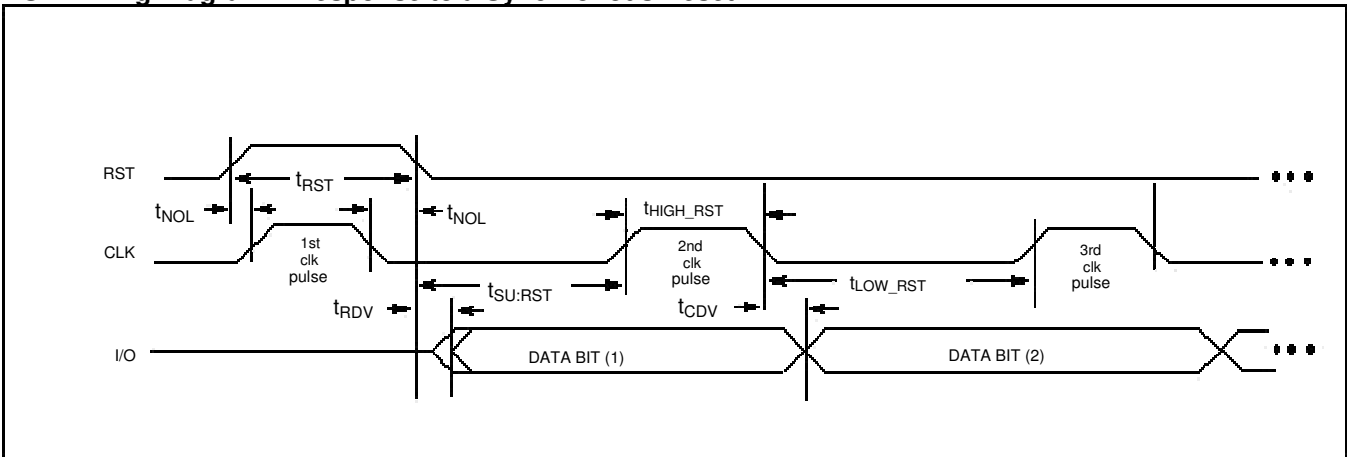 RST
tRST
tNOL
tNOL
tHIGH_RST
CLK
1st
clk
pulse
2nd
clk
pulse
3rd
clk
pulse
tSU:RST
tLOW_RST
tRDV
tCDV
I/O
DATA BIT (1)
DATA BIT (2)